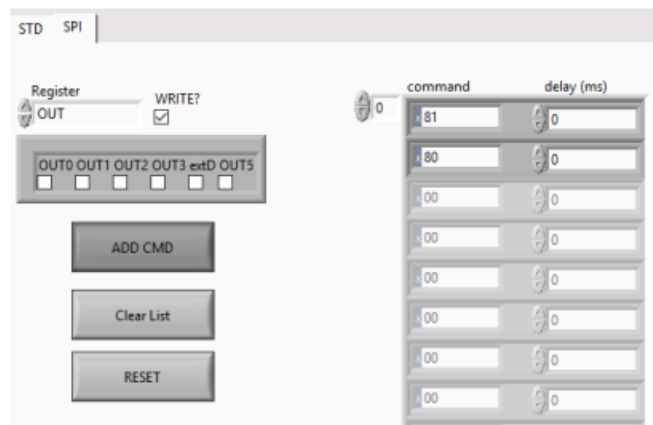 STD SPI
Register
WRITE?
OUT
OUT0 OUT1 OUT2 OUT3 extD OUT5
ADD CMD
Clear List
RESET
command delay (ms)
0
x 81 0
x 80 0
x 00 0
x 00 0
x 00 0
x 00 0
x 00 0
x 00 0